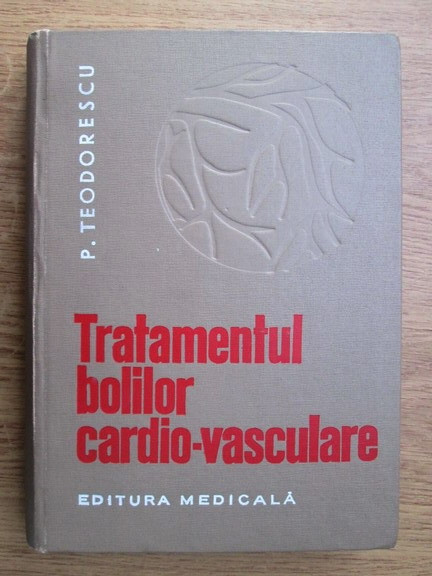 P. TEODORESCU
Tratamentul
bolilor
cardio-vasculare
EDITURA MEDICALĂ